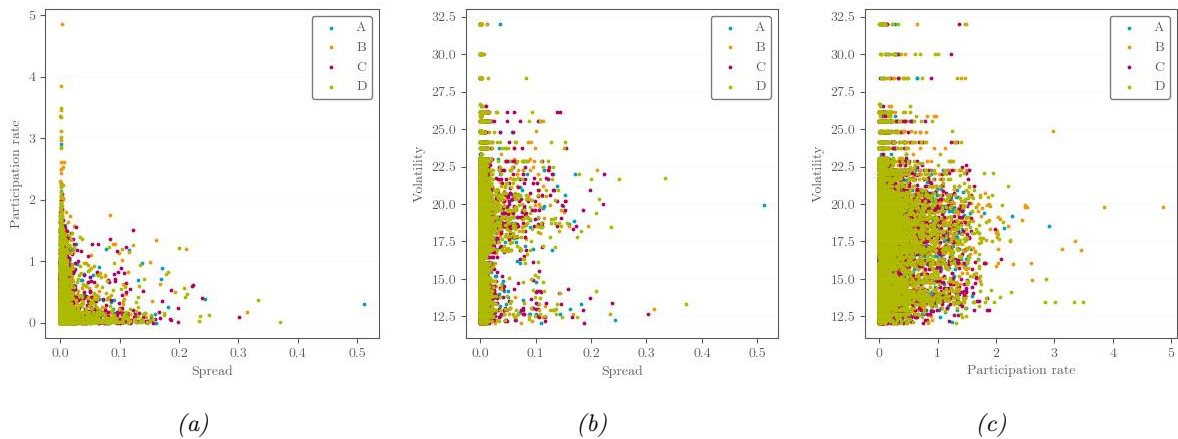 5
4
3
2
1
0
Participation rate
0.0 0.1 0.2 0.3 0.4 0.5
Spread
A
B
C
D
(a)
32.5
30.0
27.5
25.0
22.5
20.0
17.5
15.0
12.5
Volatility
0.0 0.1 0.2 0.3 0.4 0.5
Spread
A
B
C
D
(b)
32.5
30.0
27.5
25.0
22.5
20.0
17.5
15.0
12.5
Volatility
0 1 2 3 4 5
Participation rate
A
B
C
D
(c)